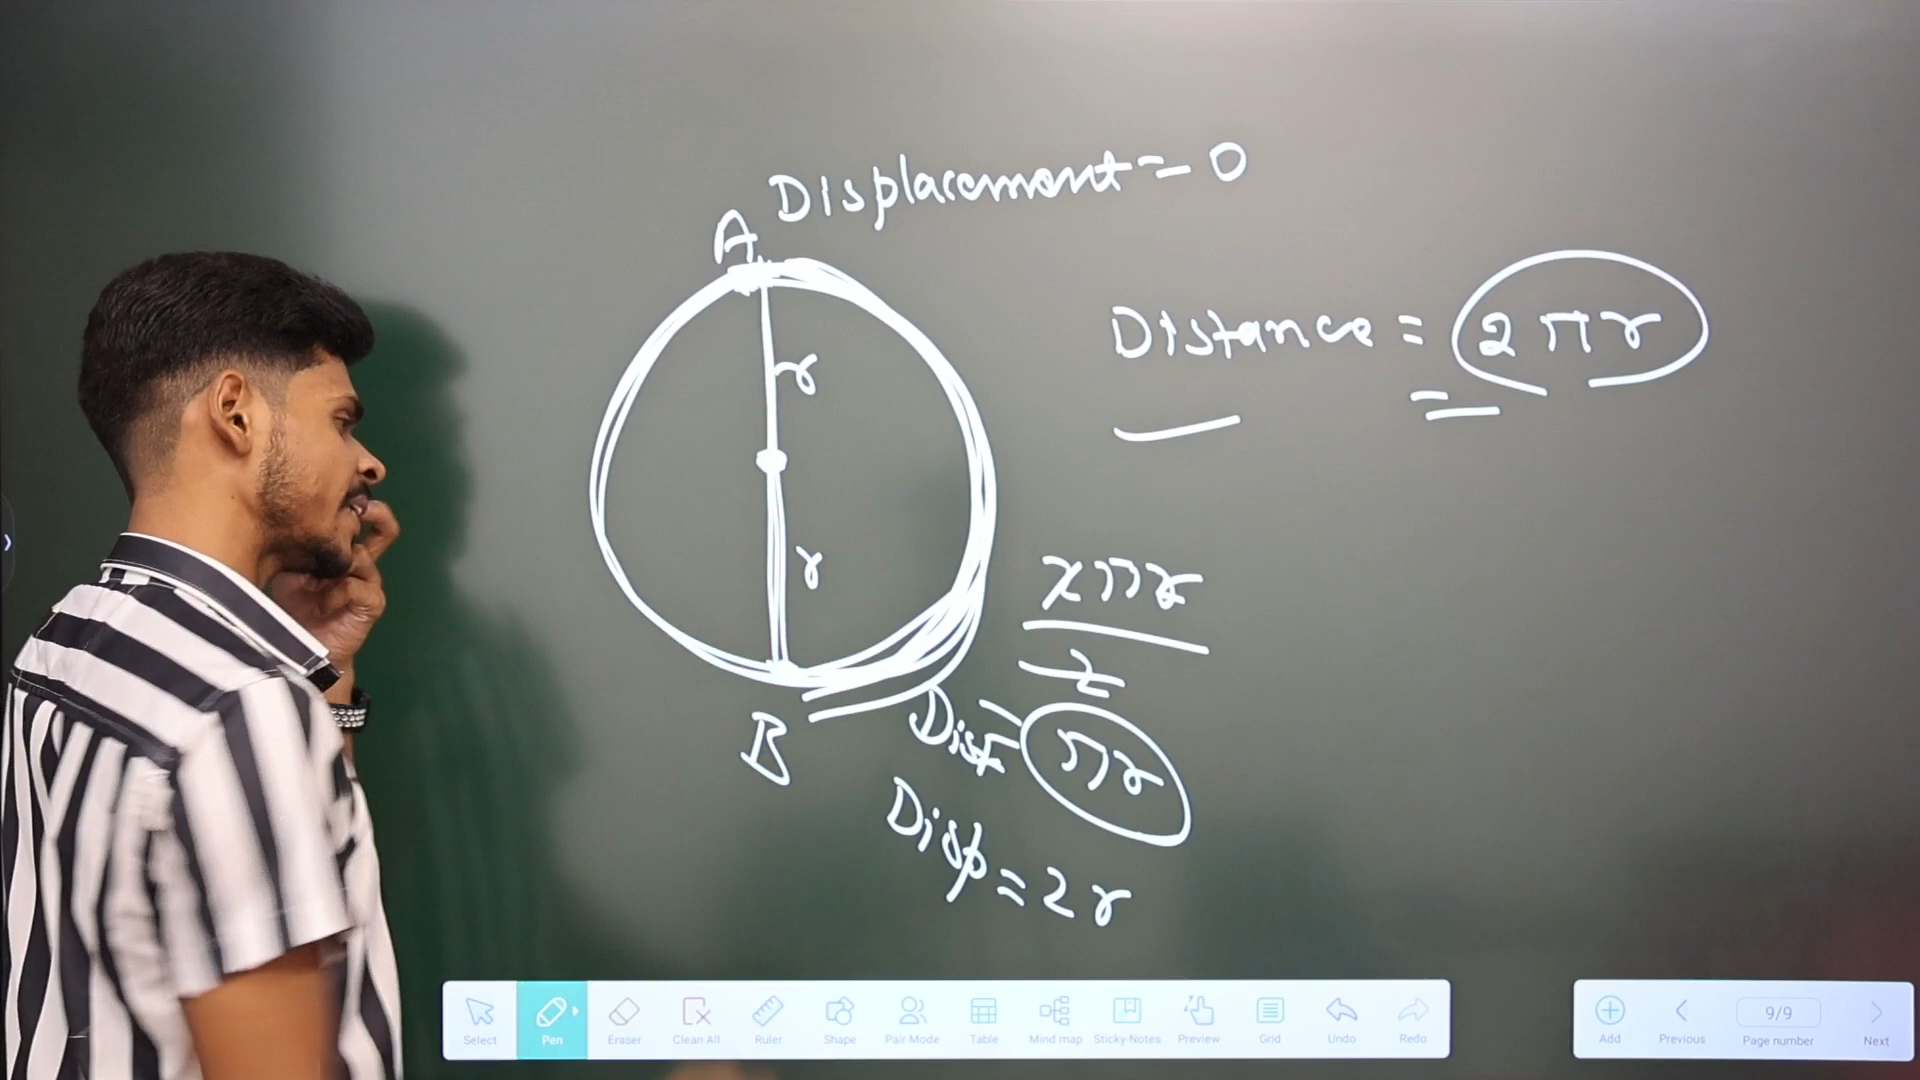 Displacement = 0
A
Distance = 2πr
r
r
2πr
2
B
Dist = πr
Disp = 2r
Select
Pen
Eraser
Clean All
Ruler
Shape
Pair Mode
Table
Mind map
Sticky-Notes
Preview
Grid
Undo
Redo
Add
Previous
9/9
Page number
Next